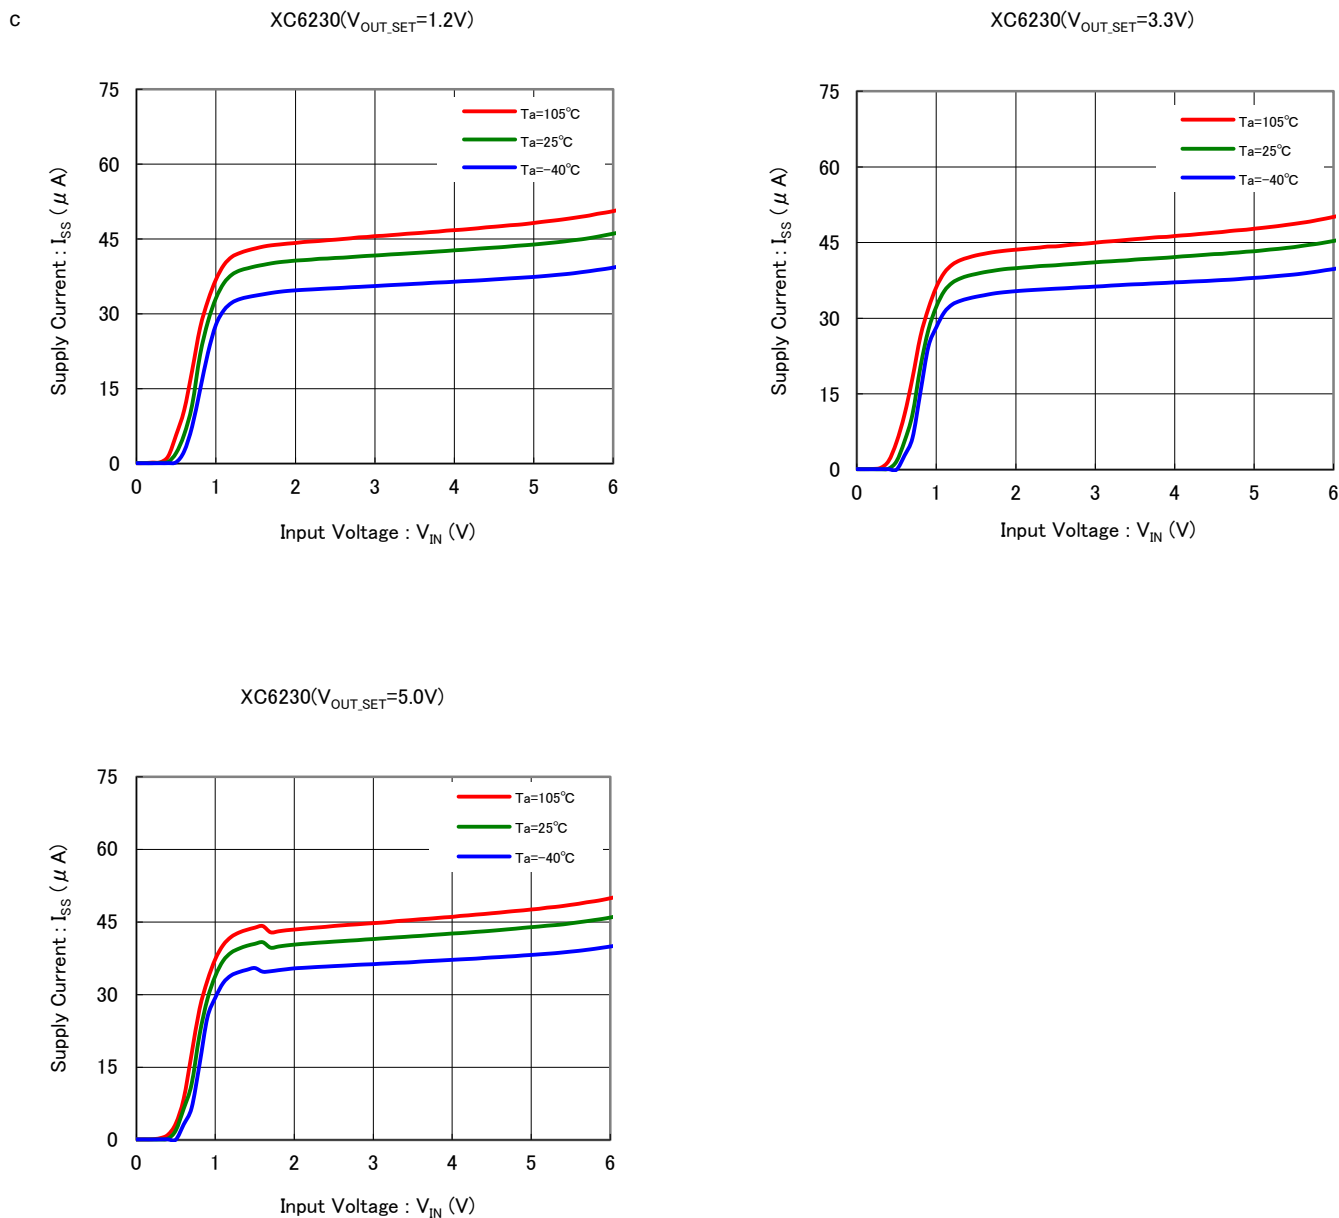 c
XC6230(VOUT_SET=1.2V)
75
60
45
30
15
0
0 1 2 3 4 5 6
Supply Current : ISS (μA)
Input Voltage : VIN (V)
Ta=105℃
Ta=25℃
Ta=-40℃
XC6230(VOUT_SET=3.3V)
75
60
45
30
15
0
0 1 2 3 4 5 6
Supply Current : ISS (μA)
Input Voltage : VIN (V)
Ta=105℃
Ta=25℃
Ta=-40℃
XC6230(VOUT_SET=5.0V)
75
60
45
30
15
0
0 1 2 3 4 5 6
Supply Current : ISS (μA)
Input Voltage : VIN (V)
Ta=105℃
Ta=25℃
Ta=-40℃